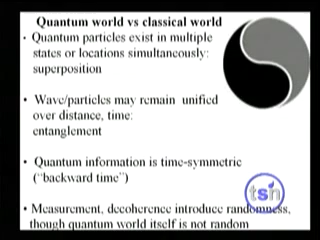 Quantum world vs classical world
• Quantum particles exist in multiple
states or locations simultaneously:
superposition
• Wave/particles may remain unified
over distance, time:
entanglement
• Quantum information is time-symmetric
("backward time")
• Measurement, decoherence introduce randomness,
though quantum world itself is not random
tsn